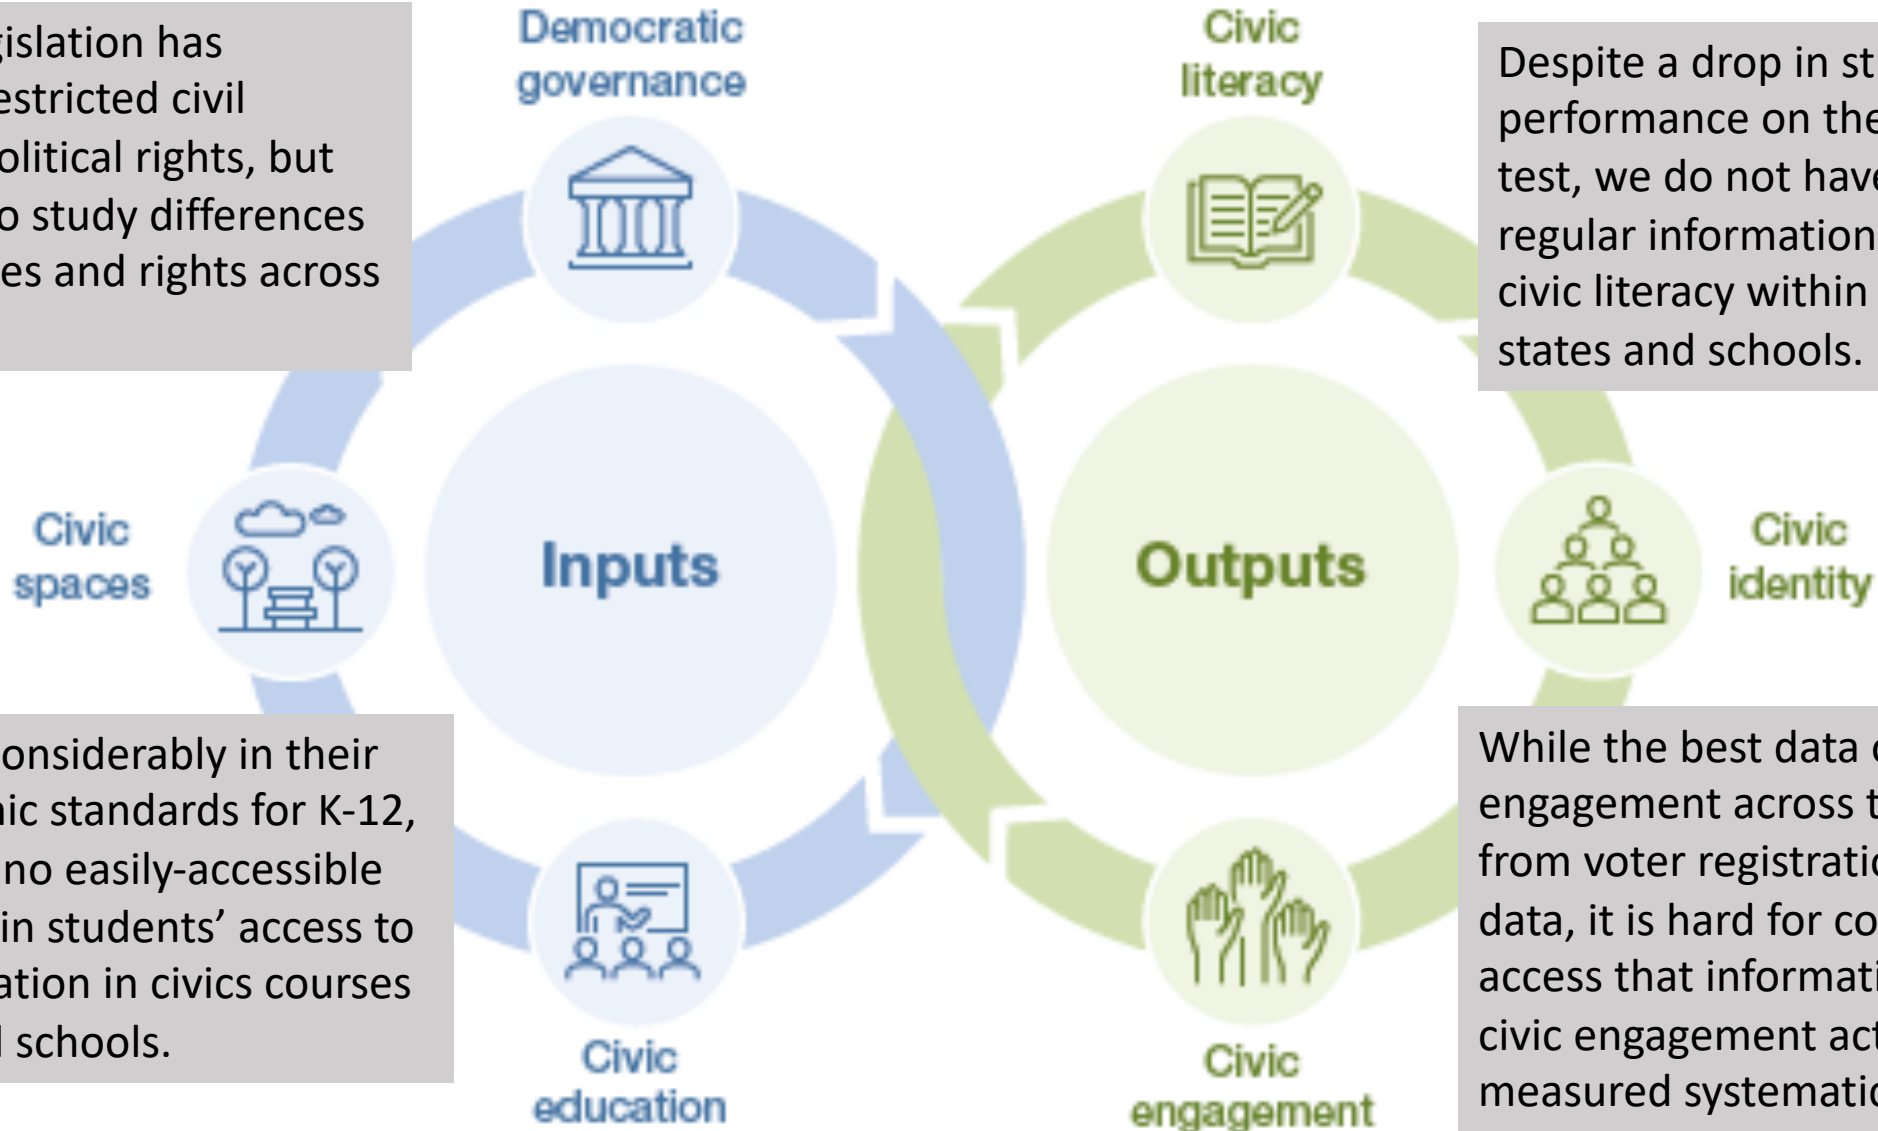 Democratic
governance
Civic
literacy
gislation has
estricted civil
olitical rights, but
o study differences
es and rights across
Despite a drop in st
performance on the
test, we do not have
regular information
civic literacy within
states and schools.
Civic
spaces
Inputs
Outputs
Civic
identity
onsiderably in their
nic standards for K-12,
no easily-accessible
in students’ access to
ation in civics courses
l schools.
While the best data
engagement across t
from voter registratio
data, it is hard for co
access that informati
civic engagement act
measured systematic
Civic
education
Civic
engagement